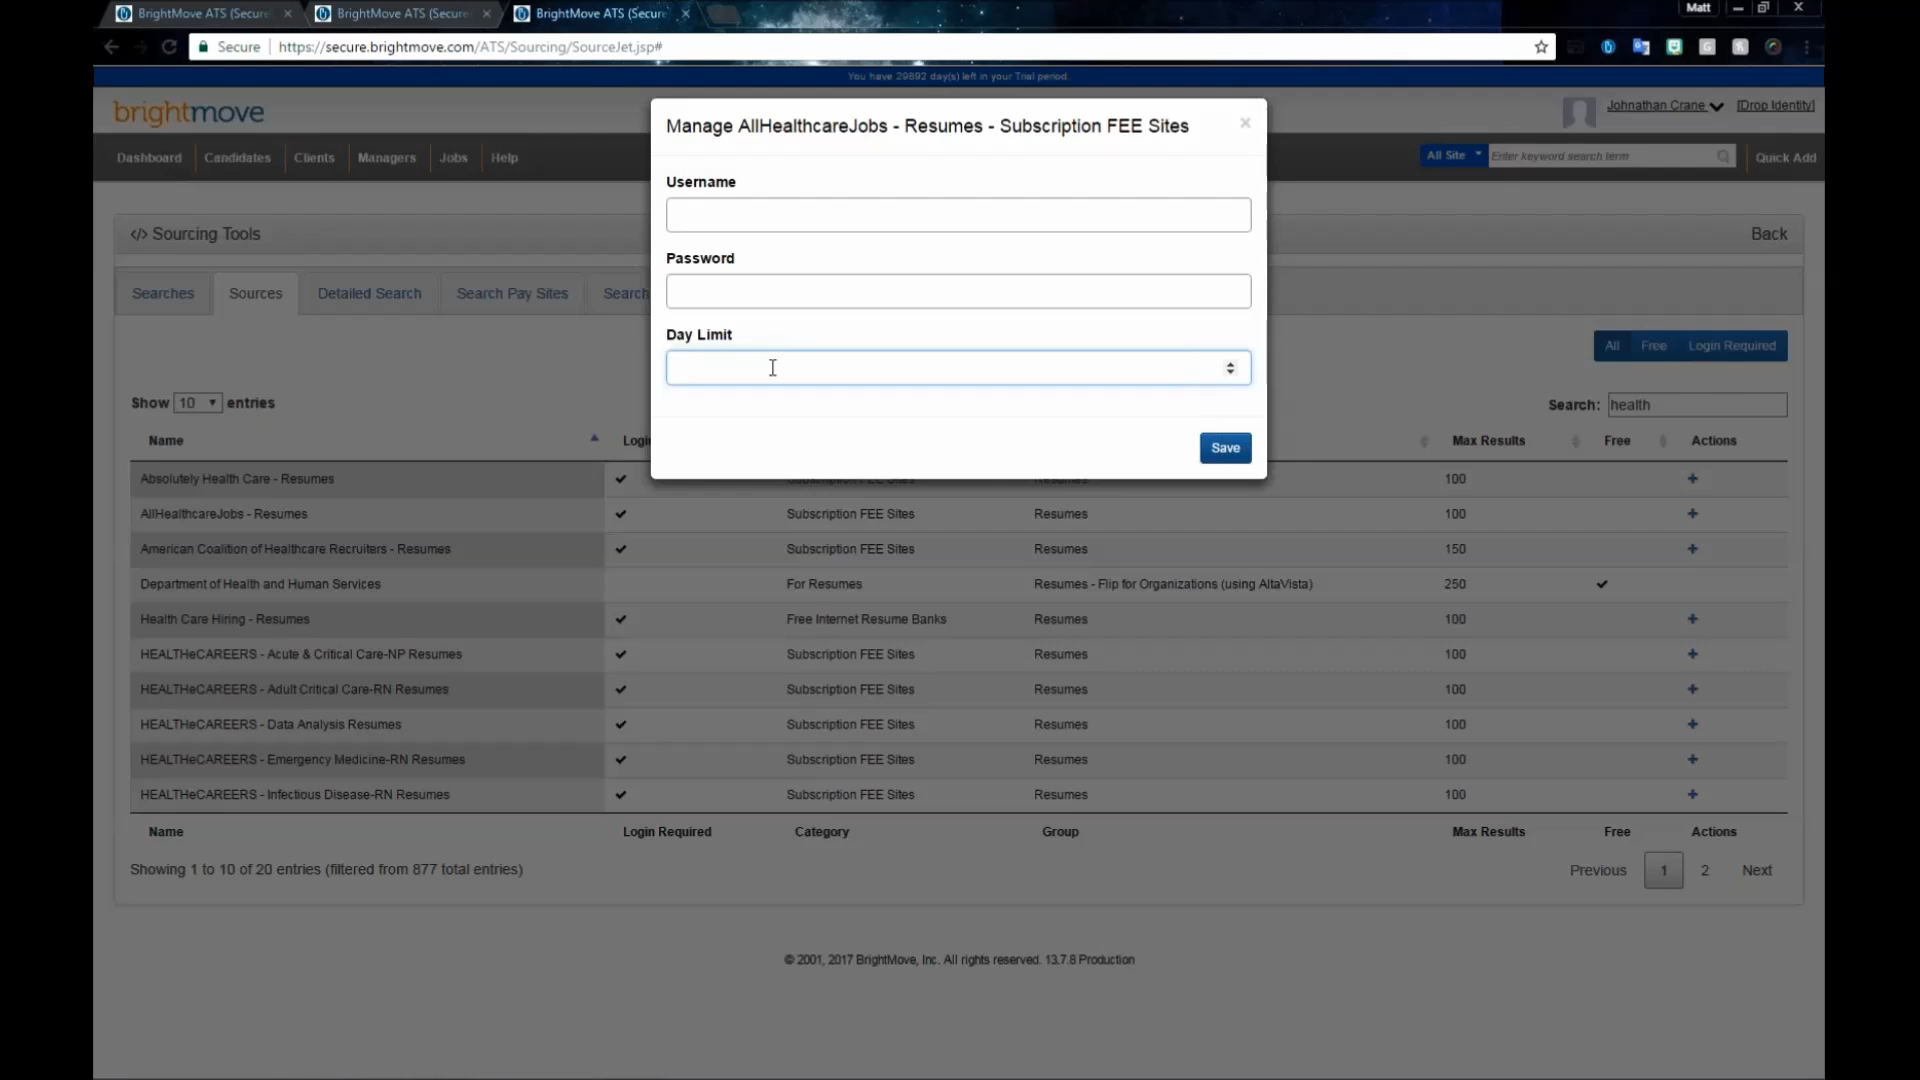 BrightMove ATS (Secure
BrightMove ATS (Secure
BrightMove ATS (Secure
Matt
Secure
https://secure.brightmove.com/ATS/Sourcing/SourceJet.jsp#
You have 29892 day(s) left in your Trial period.
brightmove
Johnathan Crane
[Drop Identity]
Dashboard
Candidates
Clients
Managers
Jobs
Help
All Site
Enter keyword search term
Quick Add
Manage AllHealthcareJobs - Resumes - Subscription FEE Sites
×
Username
Password
Day Limit
Save
</> Sourcing Tools
Back
Searches
Sources
Detailed Search
Search Pay Sites
Search
All
Free
Login Required
Show 10 entries
Search: health
Name
Max Results
Free
Actions
Absolutely Health Care - Resumes
100
AllHealthcareJobs - Resumes
Subscription FEE Sites
Resumes
100
American Coalition of Healthcare Recruiters - Resumes
Subscription FEE Sites
Resumes
150
Department of Health and Human Services
For Resumes
Resumes - Flip for Organizations (using AltaVista)
250
Health Care Hiring - Resumes
Free Internet Resume Banks
Resumes
100
HEALTHeCAREERS - Acute & Critical Care-NP Resumes
Subscription FEE Sites
Resumes
100
HEALTHeCAREERS - Adult Critical Care-RN Resumes
Subscription FEE Sites
Resumes
100
HEALTHeCAREERS - Data Analysis Resumes
Subscription FEE Sites
Resumes
100
HEALTHeCAREERS - Emergency Medicine-RN Resumes
Subscription FEE Sites
Resumes
100
HEALTHeCAREERS - Infectious Disease-RN Resumes
Subscription FEE Sites
Resumes
100
Name
Login Required
Category
Group
Max Results
Free
Actions
Showing 1 to 10 of 20 entries (filtered from 877 total entries)
Previous
1
2
Next
© 2001, 2017 BrightMove, Inc. All rights reserved. 13.7.8 Production